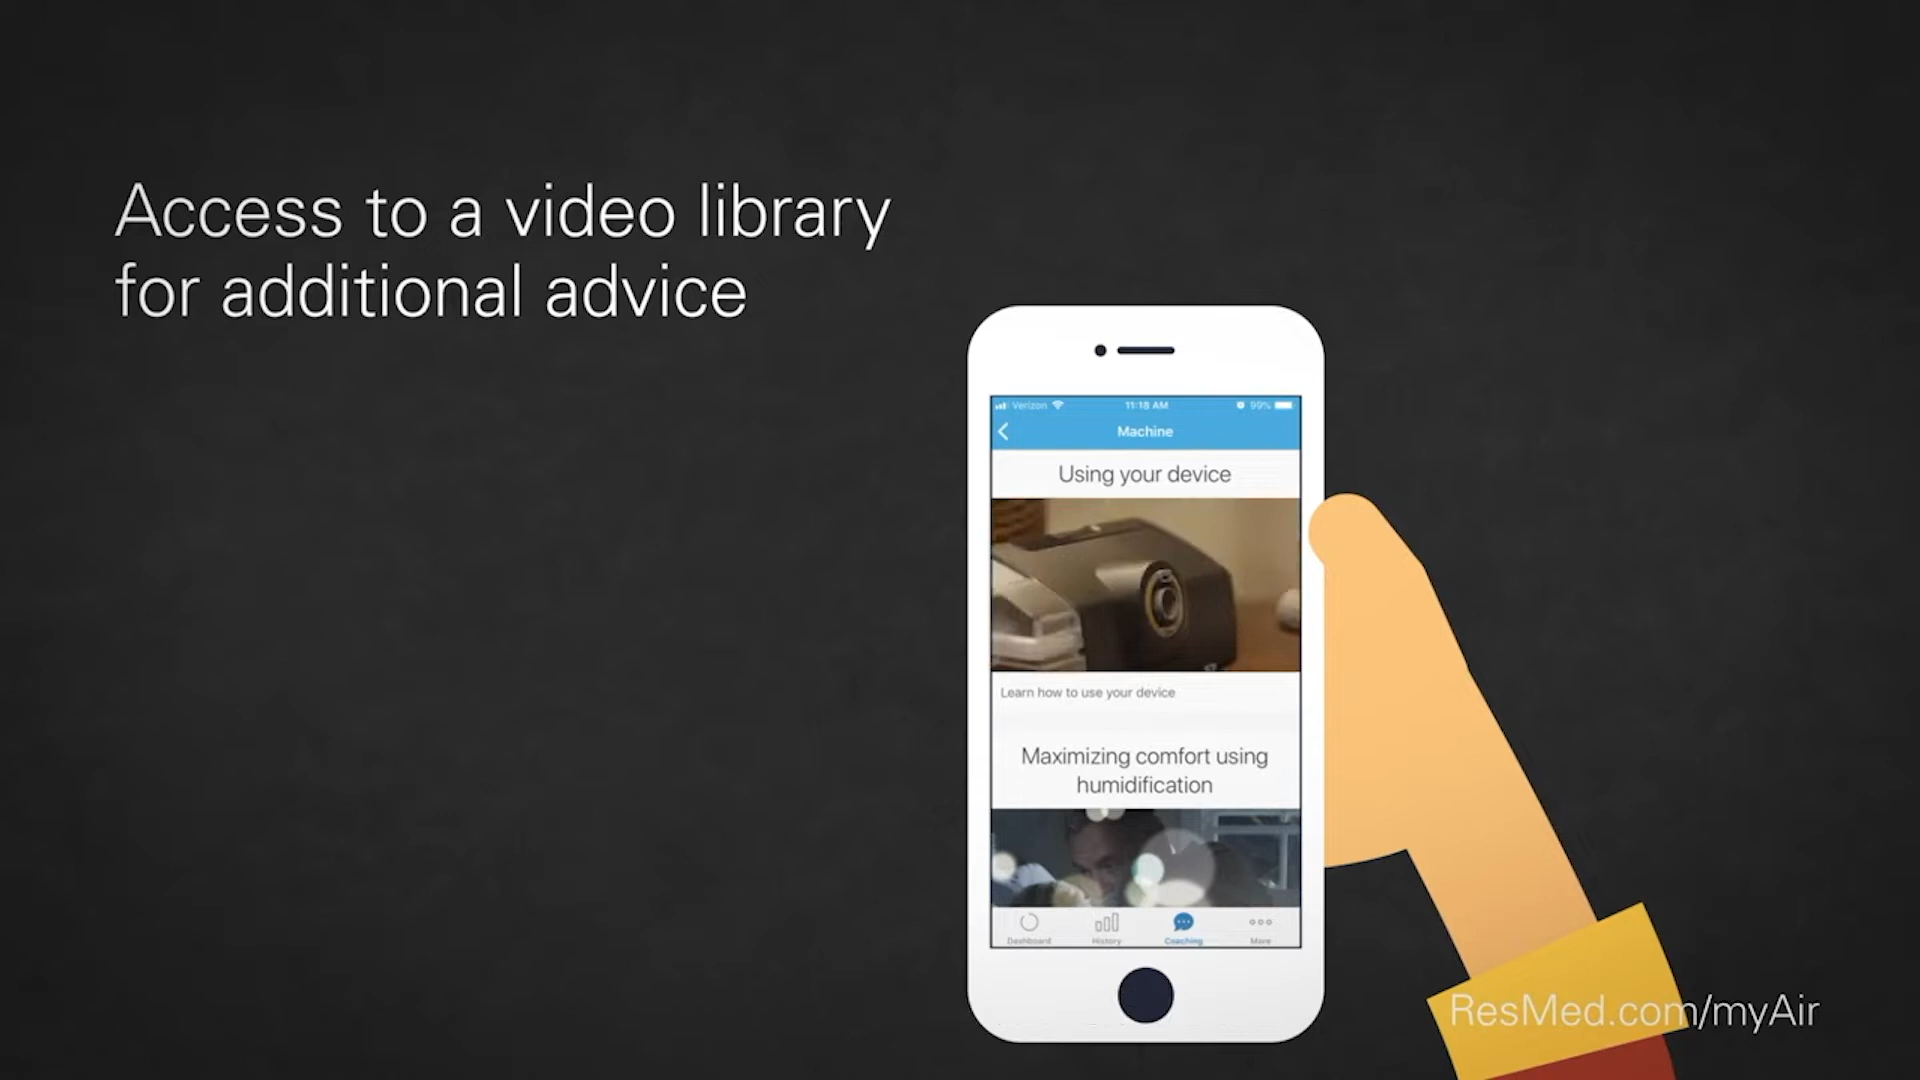 Access to a video library
for additional advice
Verizon 11:18 AM 99%
Machine
Using your device
Learn how to use your device
Maximizing comfort using
humidification
Dashboard History Coaching More
ResMed.com/myAir